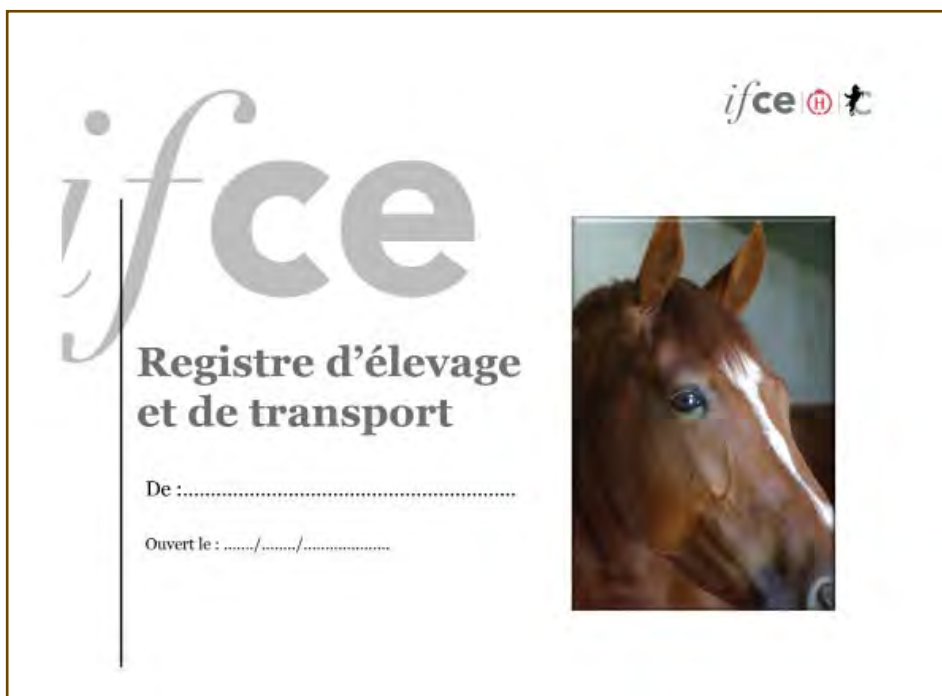 ifce
ifce H
Registre d'élevage
et de transport
De :............................................................
Ouvert le : ......./......../.....................